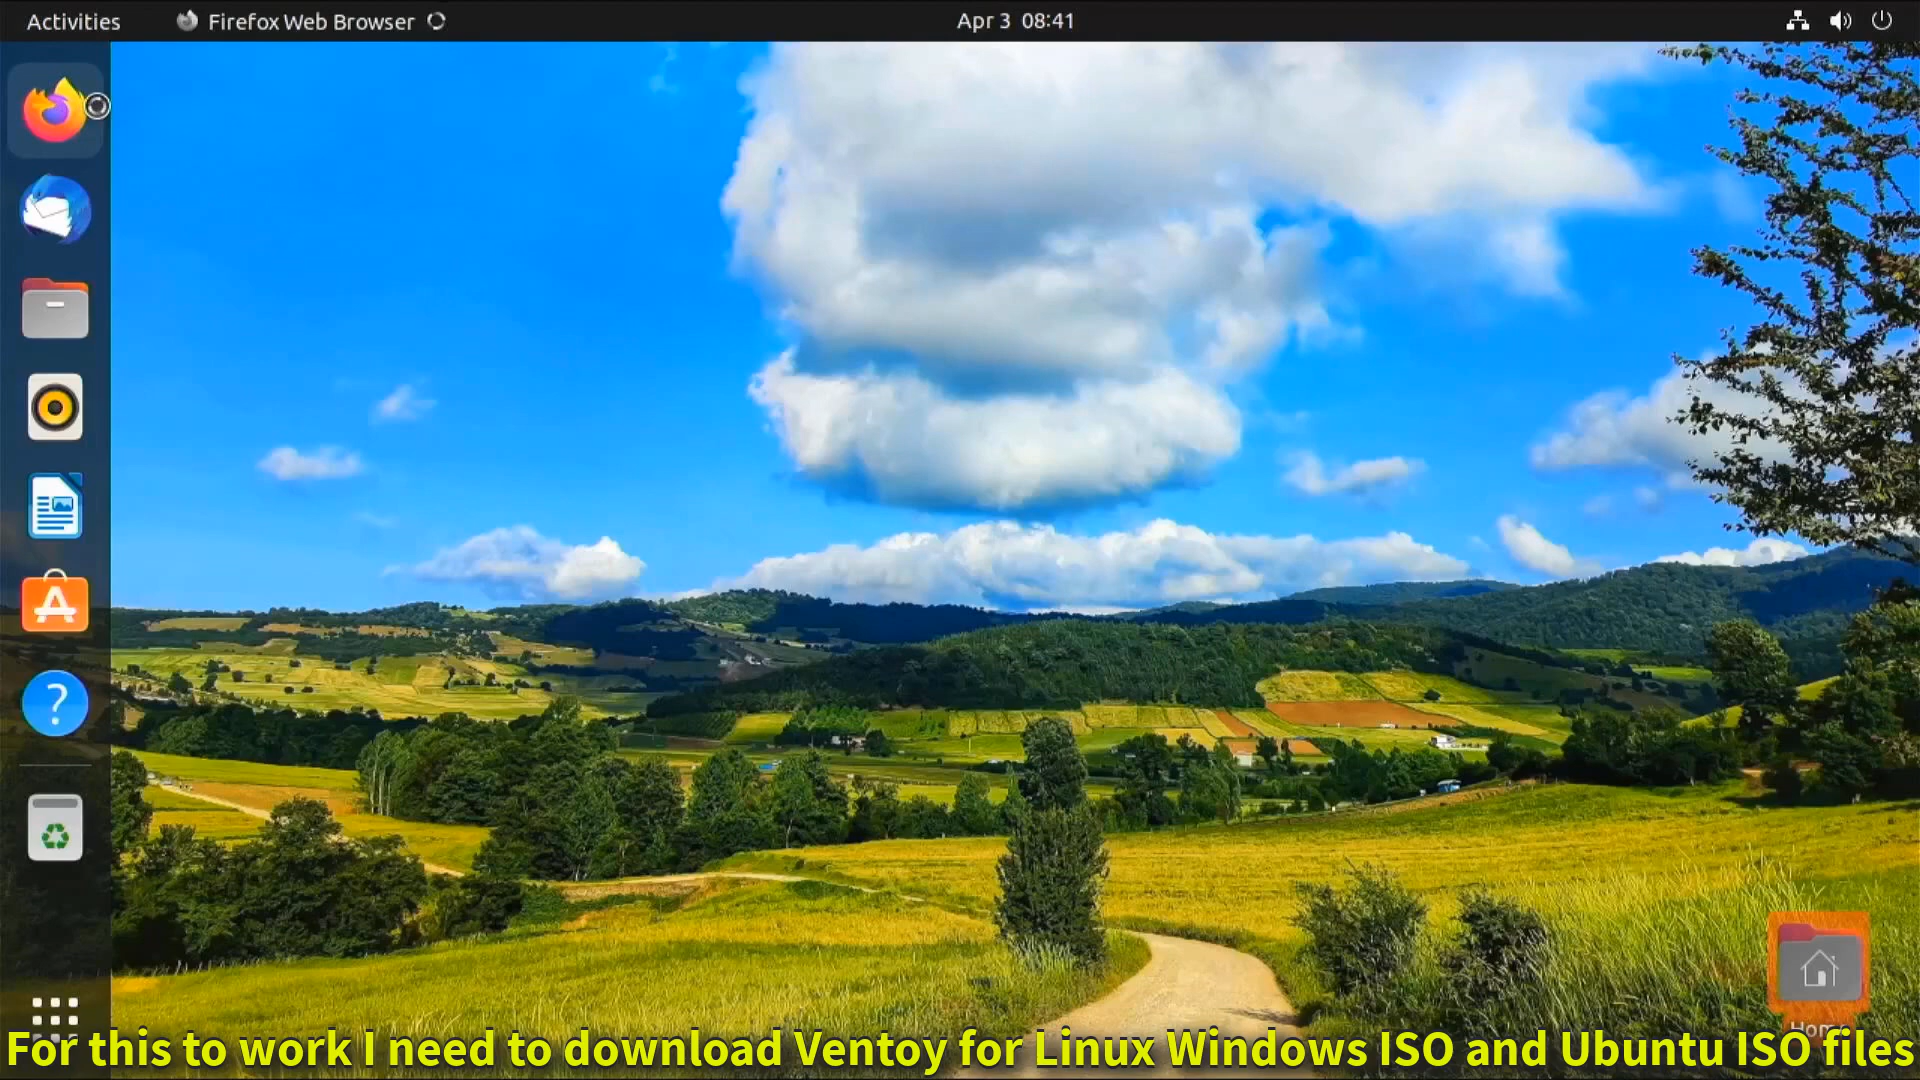 Activities
Firefox Web Browser
Apr 3 08:41
?
Home
For this to work I need to download Ventoy for Linux Windows ISO and Ubuntu ISO files